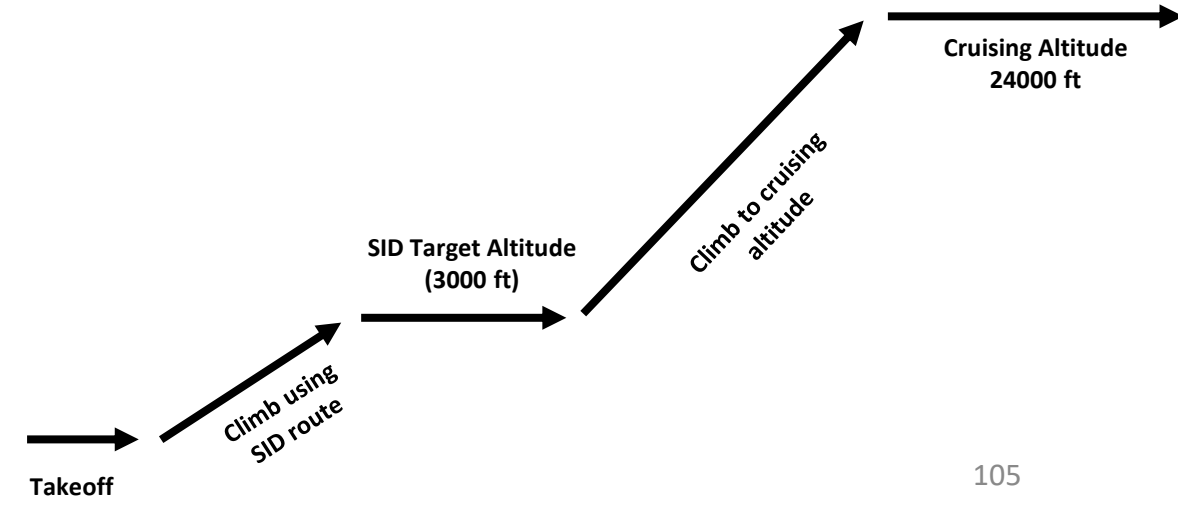 Cruising Altitude
24000 ft
Climb to cruising
altitude
SID Target Altitude
(3000 ft)
Climb using
SID route
Takeoff
105